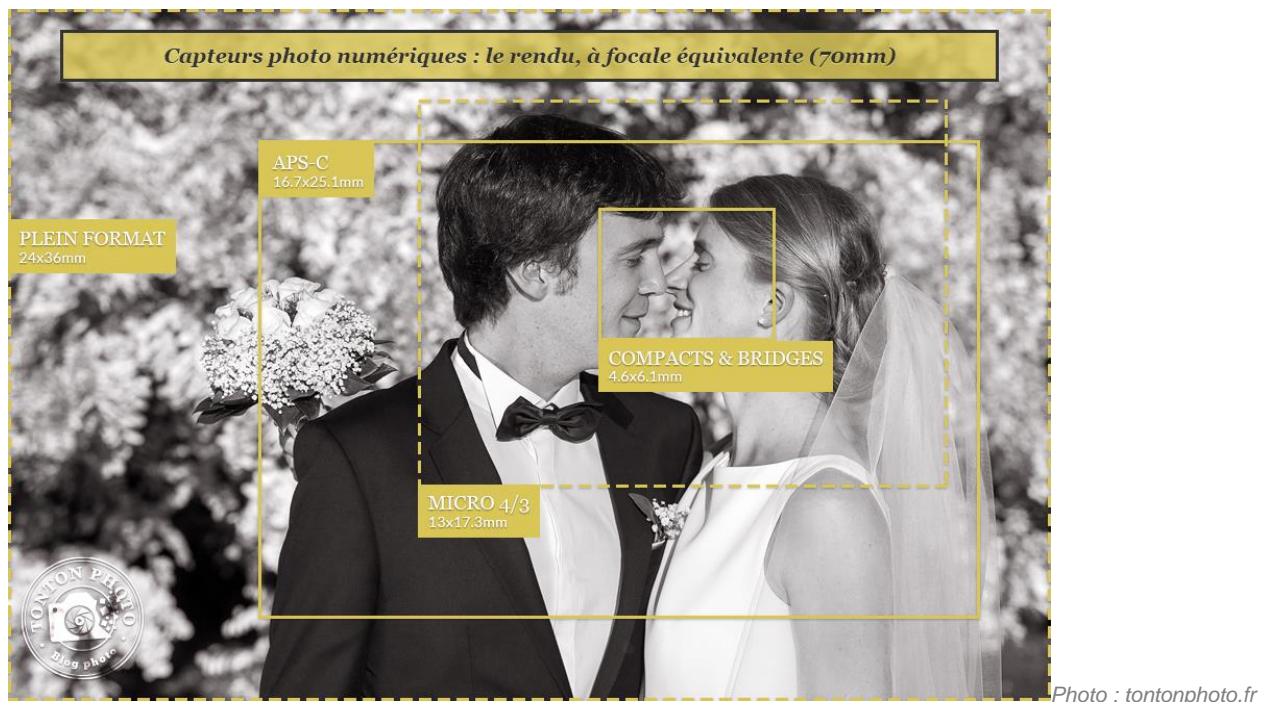 Capteurs photo numériques : le rendu, à focale équivalente (70mm)
APS-C
16.7x25.1mm
PLEIN FORMAT
24x36mm
COMPACTS & BRIDGES
4.6x6.1mm
MICRO 4/3
13x17.3mm
TONTON PHOTO
Blog photo
Photo : tontonphoto.fr